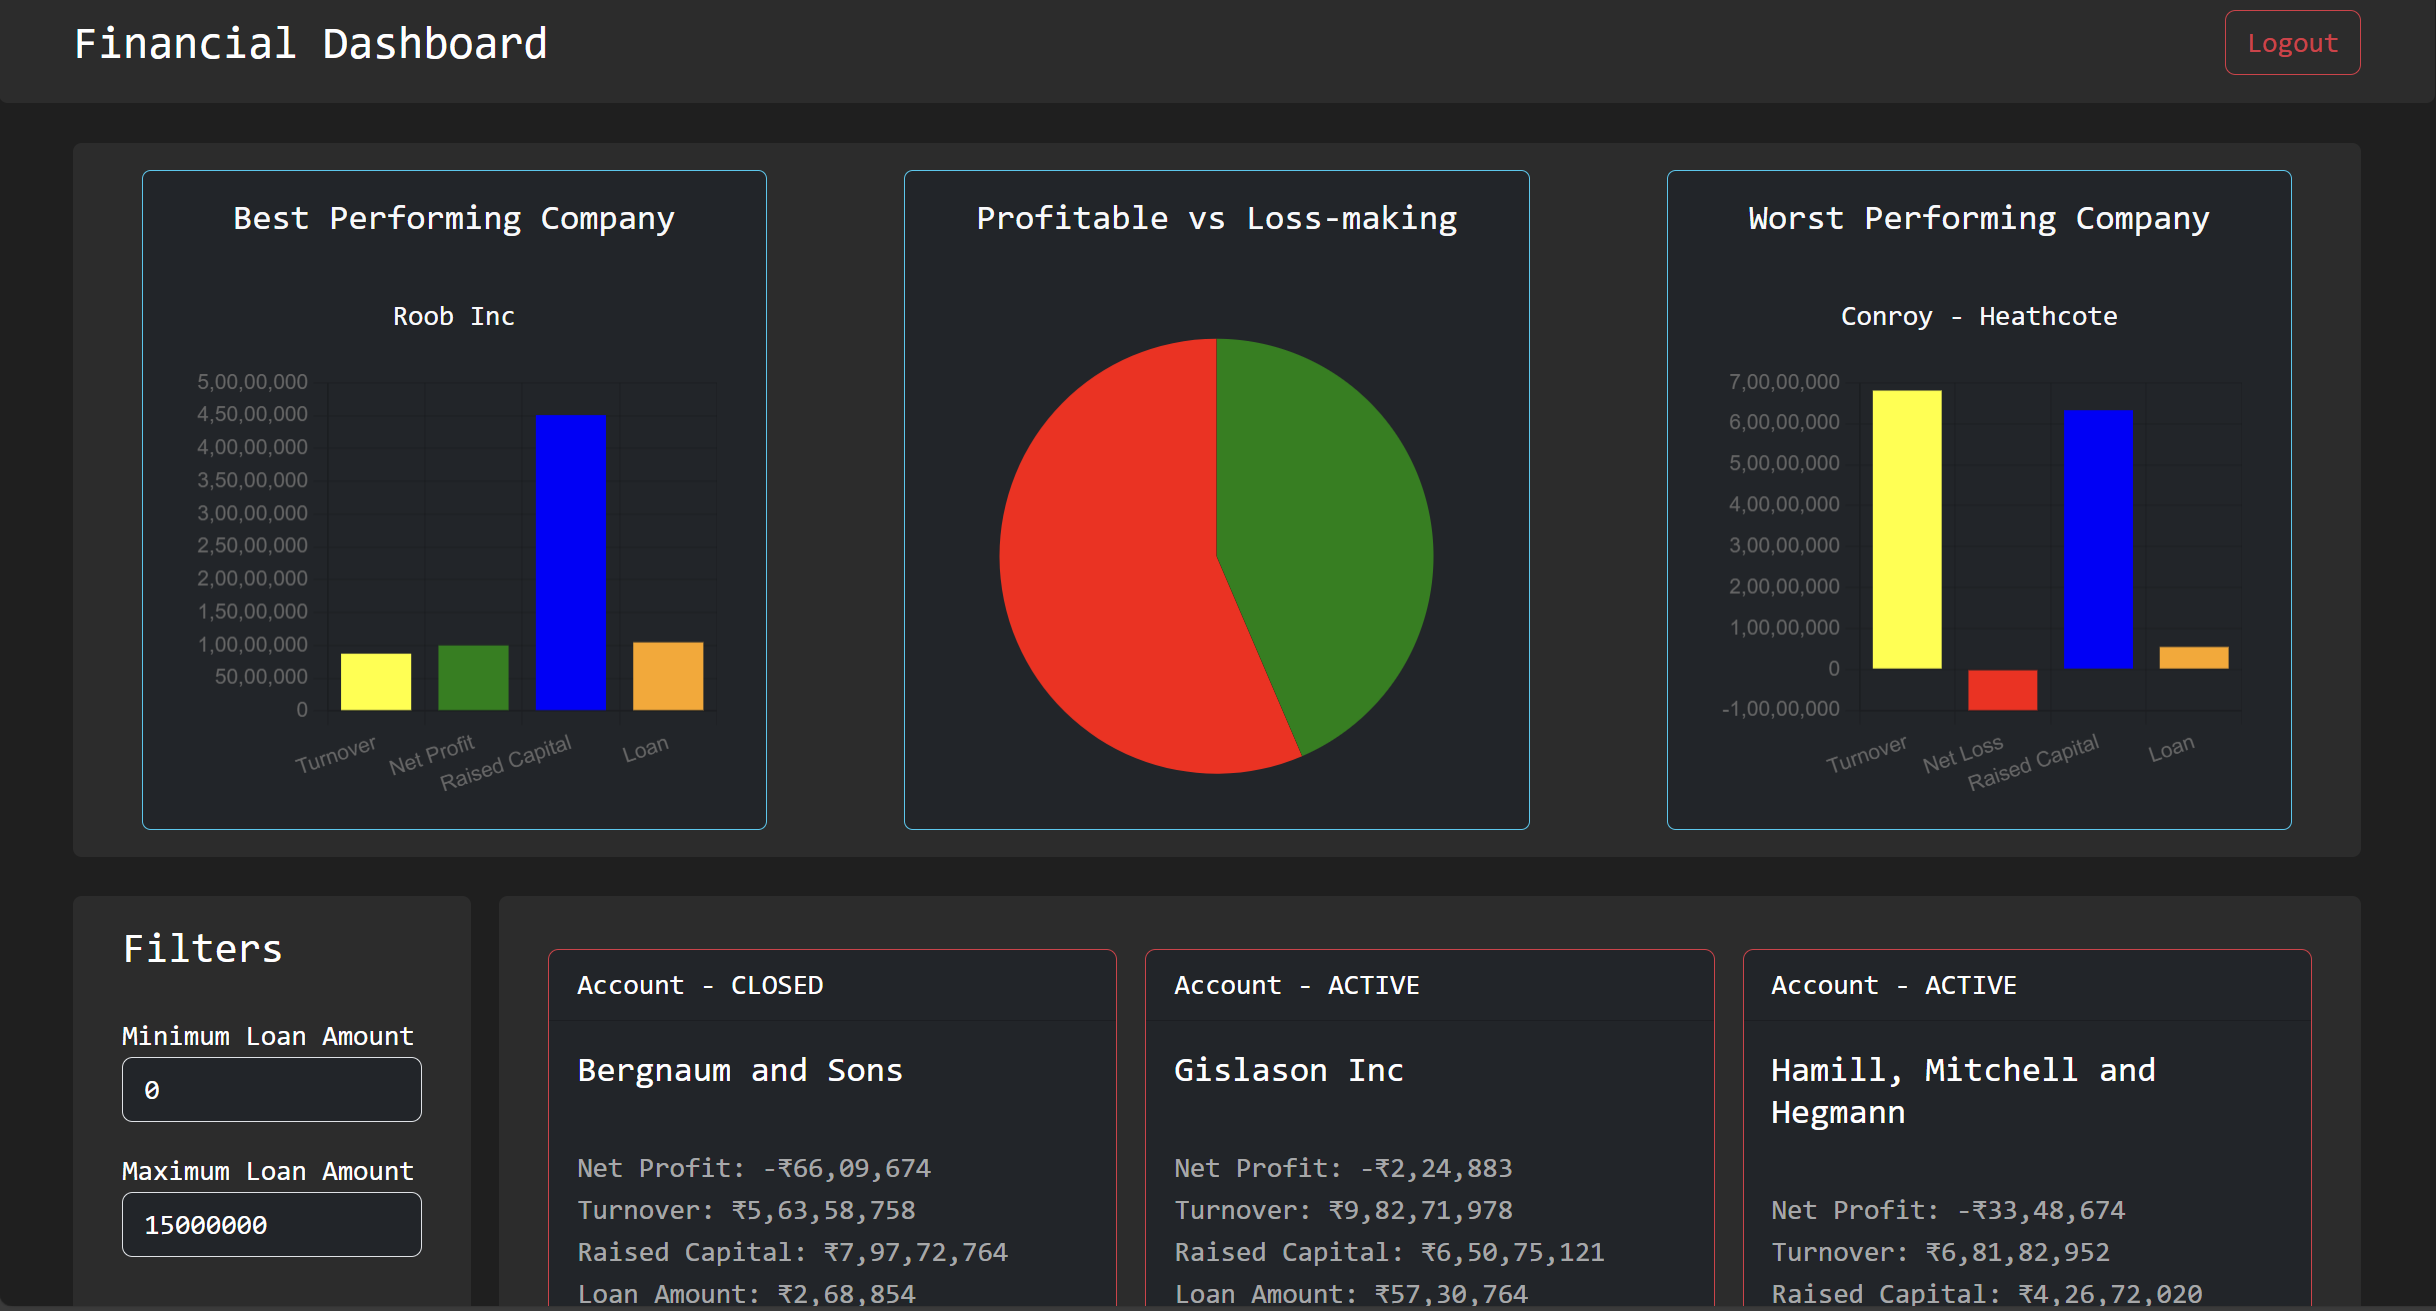 Financial Dashboard
Logout
Best Performing Company
Roob Inc
5,00,00,000
4,50,00,000
4,00,00,000
3,50,00,000
3,00,00,000
2,50,00,000
2,00,00,000
1,50,00,000
1,00,00,000
50,00,000
0
Turnover
Net Profit
Raised Capital
Loan
Profitable vs Loss-making
Worst Performing Company
Conroy - Heathcote
7,00,00,000
6,00,00,000
5,00,00,000
4,00,00,000
3,00,00,000
2,00,00,000
1,00,00,000
0
-1,00,00,000
Turnover
Net Loss
Raised Capital
Loan
Filters
Minimum Loan Amount
0
Maximum Loan Amount
15000000
Account - CLOSED
Bergnaum and Sons
Net Profit: -₹66,09,674
Turnover: ₹5,63,58,758
Raised Capital: ₹7,97,72,764
Loan Amount: ₹2,68,854
Account - ACTIVE
Gislason Inc
Net Profit: -₹2,24,883
Turnover: ₹9,82,71,978
Raised Capital: ₹6,50,75,121
Loan Amount: ₹57,30,764
Account - ACTIVE
Hamill, Mitchell and
Hegmann
Net Profit: -₹33,48,674
Turnover: ₹6,81,82,952
Raised Capital: ₹4,26,72,020